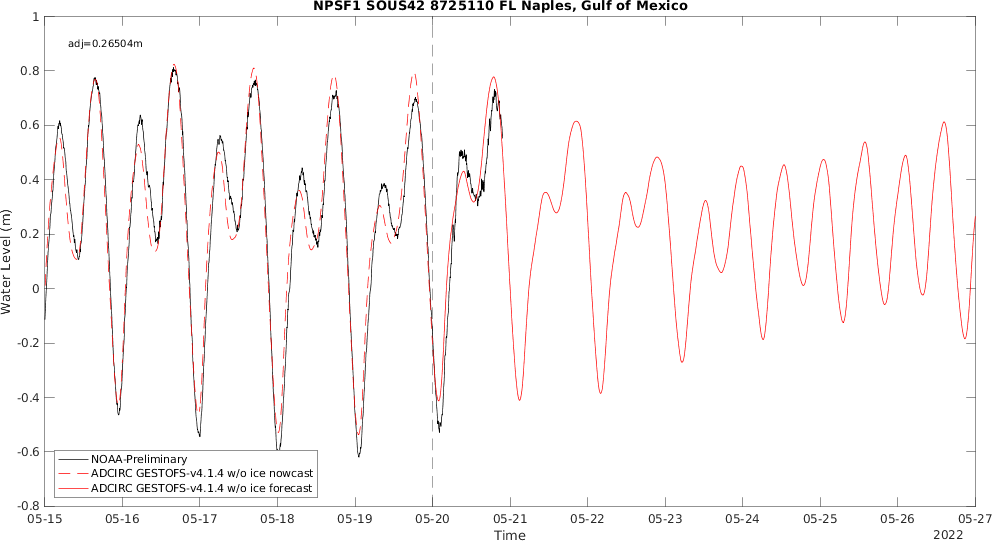 NPSF1 SOUS42 8725110 FL Naples, Gulf of Mexico
adj=0.26504m
1
0.8
0.6
0.4
0.2
0
-0.2
-0.4
-0.6
-0.8
Water Level (m)
NOAA-Preliminary
ADCIRC GESTOFS-v4.1.4 w/o ice nowcast
ADCIRC GESTOFS-v4.1.4 w/o ice forecast
05-15 05-16 05-17 05-18 05-19 05-20 05-21 05-22 05-23 05-24 05-25 05-26 05-27
Time
2022